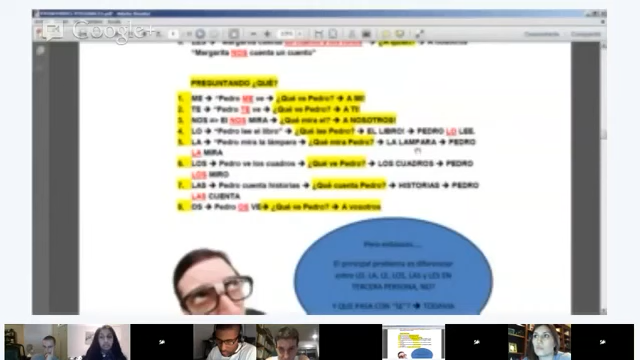 Google+
"Margarita NOS cuenta un cuento"
PREGUNTANDO ¿QUÉ?
1. ME → "Pedro ME ve → ¿Qué ve Pedro? → A MI!
2. TE → "Pedro TE ve → ¿Qué ve Pedro? → A TI!
3. NOS => El NOS MIRA → ¿Qué mira el? → A NOSOTROS!
4. LO → "Pedro lee el libro" → ¿Qué lee Pedro? → EL LIBRO! → PEDRO LO LEE.
5. LA → "Pedro mira la lámpara → ¿Qué mira Pedro? → LA LAMPARA → PEDRO
LA MIRA
6. LOS → Pedro ve los cuadros → ¿Qué ve Pedro? → LOS CUADROS → PEDRO
LOS MIRO
7. LAS → Pedro cuenta historias → ¿Qué cuenta Pedro? → HISTORIAS → PEDRO
LAS CUENTA
8. OS → Pedro OS VE → ¿Qué ve Pedro? → A vosotros
Pero entonces....
El principal problema es diferenciar
entre LO, LA, LE, LOS, LAS y LES EN
TERCERA PERSONA, NO?
Y QUE PASA CON "SE"? → TODAVIA